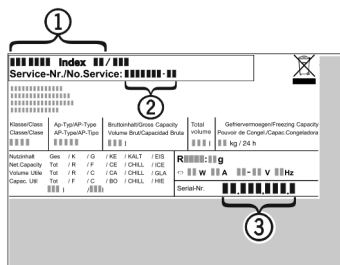 1
Index /
Service-Nr./No.Service: -
2
Klasse/Class Ap-Typ/AP-Type Bruttoinhalt/Gross Capacity Total Gefriervermoegen/Freezing Capacity
Classe/Clase AP-Type/AP-Tipo Volume Brut/Capacidad Bruta volume Pouvoir de Congel./Capac.Congeladora
l l kg / 24 h
Nutzinhalt Ges / K / G / KE / KALT / EIS
Net Capacity Tot / R / F / CE / CHILL / ICE
Volume Utile Tot / R / C / CA / CHILL / GLA
Capac. Util Tot / F / C / BO / CHILL / HIE
l / l
R : g
W A - V Hz
Serial-Nr. . . .
3